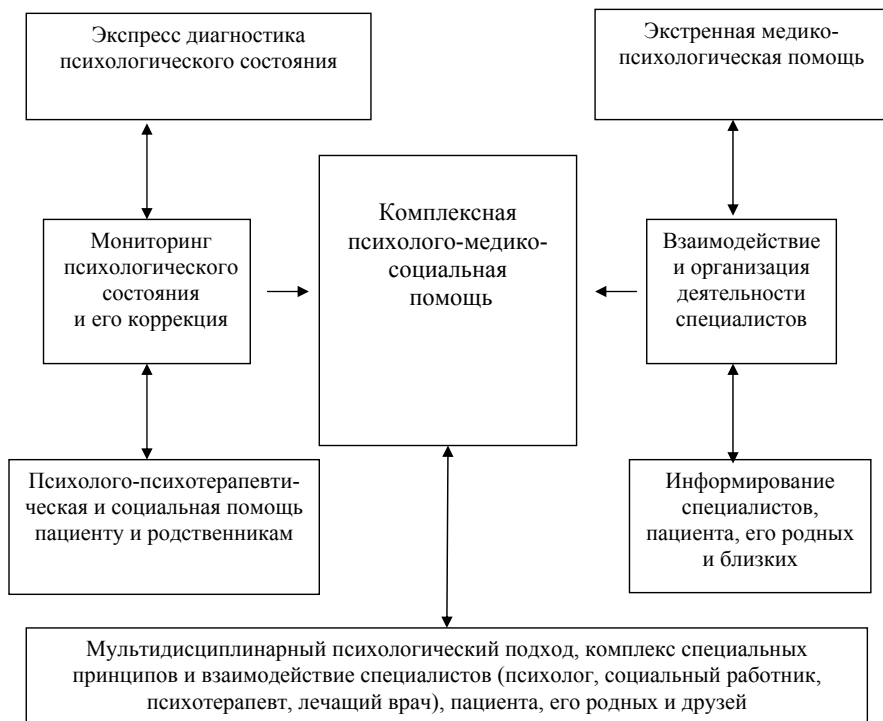 Экспресс диагностика
психологического состояния
Экстренная медико-
психологическая помощь
Комплексная
психолого-медико-
социальная
помощь
Мониторинг
психологического
состояния
и его коррекция
Взаимодействие
и организация
деятельности
специалистов
Психолого-психотерапевти-
ческая и социальная помощь
пациенту и родственникам
Информирование
специалистов,
пациента, его родных
и близких
Мультидисциплинарный психологический подход, комплекс специальных
принципов и взаимодействие специалистов (психолог, социальный работник,
психотерапевт, лечащий врач), пациента, его родных и друзей